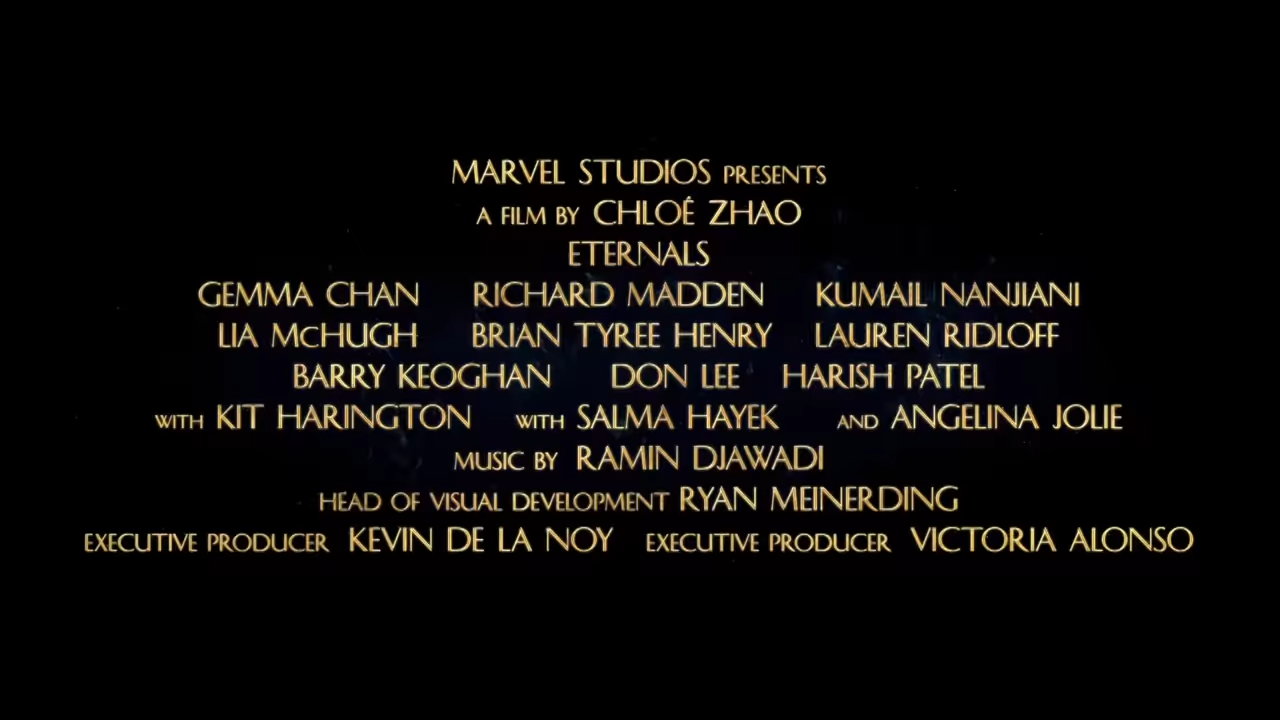 MARVEL STUDIOS PRESENTS
A FILM BY CHLOÉ ZHAO
ETERNALS
GEMMA CHAN RICHARD MADDEN KUMAIL NANJIANI
LIA McHUGH BRIAN TYREE HENRY LAUREN RIDLOFF
BARRY KEOGHAN DON LEE HARISH PATEL
WITH KIT HARINGTON WITH SALMA HAYEK AND ANGELINA JOLIE
MUSIC BY RAMIN DJAWADI
HEAD OF VISUAL DEVELOPMENT RYAN MEINERDING
EXECUTIVE PRODUCER KEVIN DE LA NOY EXECUTIVE PRODUCER VICTORIA ALONSO